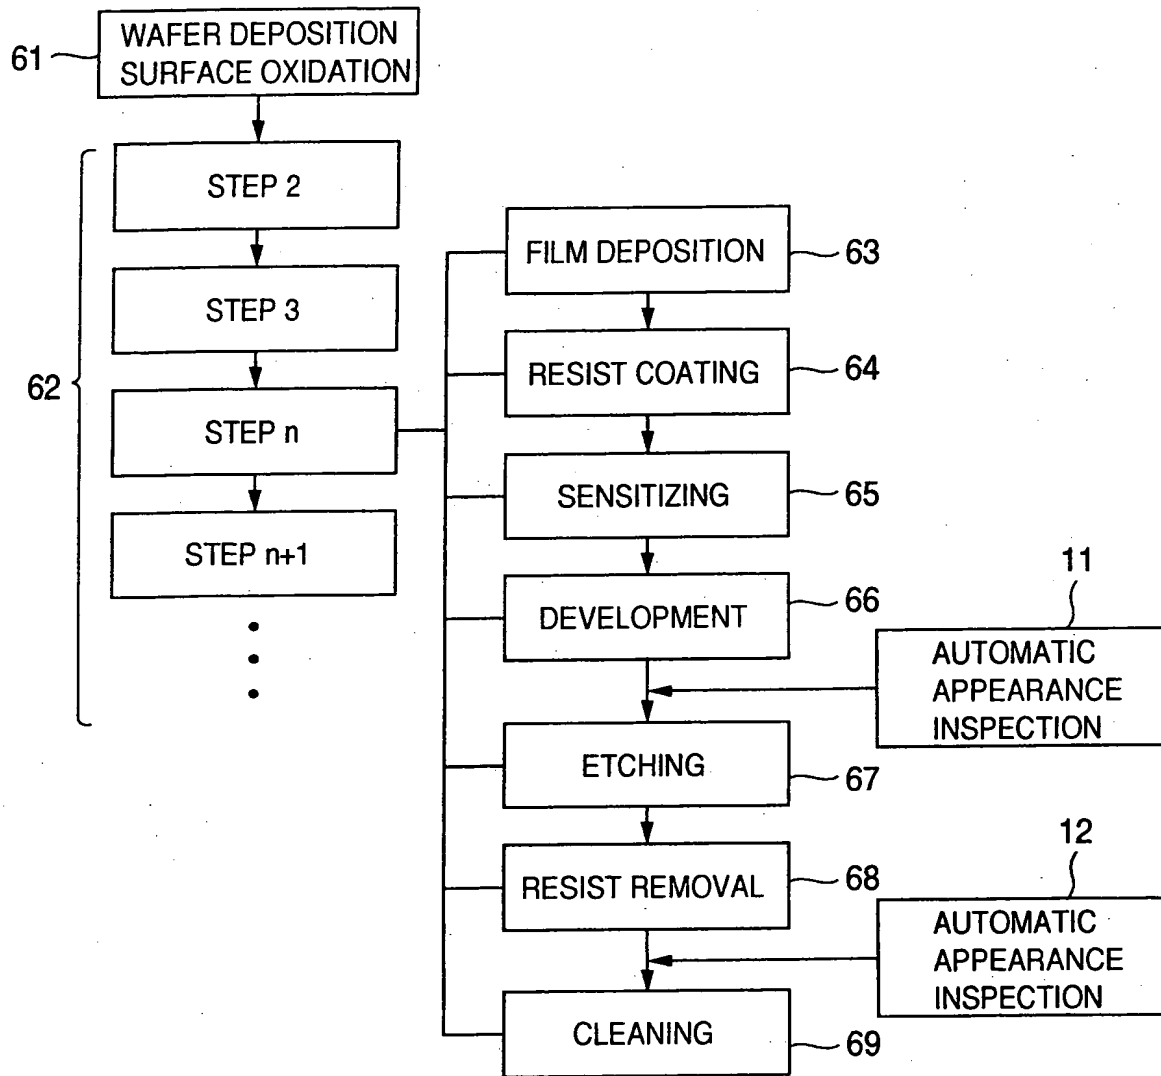 61
WAFER DEPOSITION
SURFACE OXIDATION
62
STEP 2
STEP 3
STEP n
STEP n+1
FILM DEPOSITION
63
RESIST COATING
64
SENSITIZING
65
DEVELOPMENT
66
11
AUTOMATIC
APPEARANCE
INSPECTION
ETCHING
67
RESIST REMOVAL
68
12
AUTOMATIC
APPEARANCE
INSPECTION
CLEANING
69